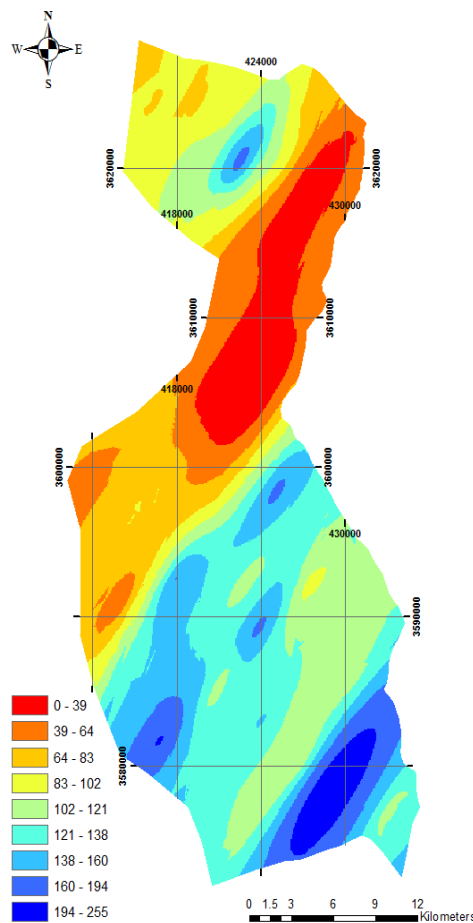 N
W E
S
424000
3620000
3620000
430000
418000
3610000
3610000
418000
3600000
3600000
430000
3590000
3580000
0 - 39
39 - 64
64 - 83
83 - 102
102 - 121
121 - 138
138 - 160
160 - 194
194 - 255
0 1.5 3 6 9 12
Kilometers